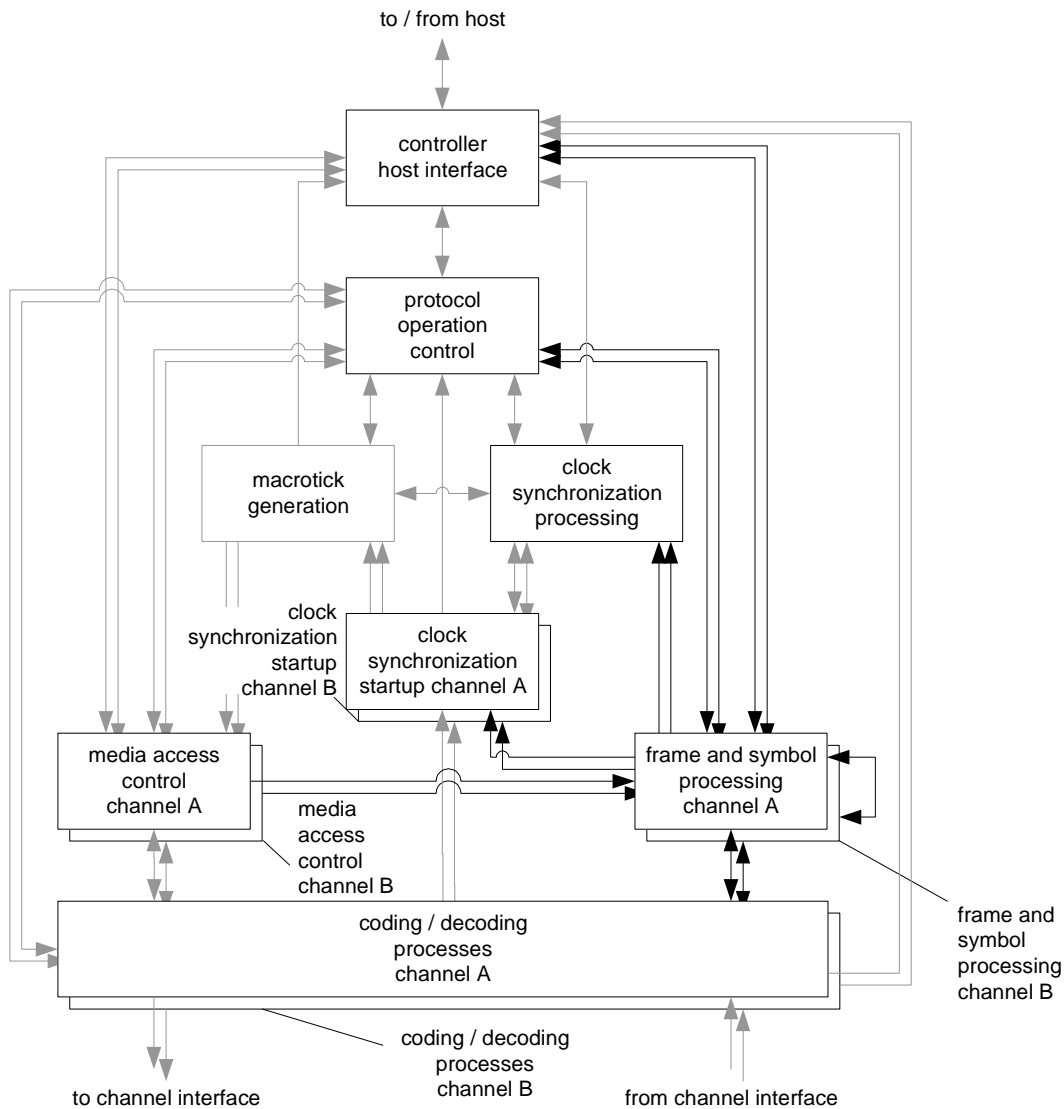 to / from host
controller
host interface
protocol
operation
control
macrotick
generation
clock
synchronization
processing
clock
synchronization
startup
channel B
clock
synchronization
startup channel A
media access
control
channel A
frame and symbol
processing
channel A
media
access
control
channel B
coding / decoding
processes
channel A
frame and
symbol
processing
channel B
coding / decoding
processes
channel B
to channel interface
from channel interface